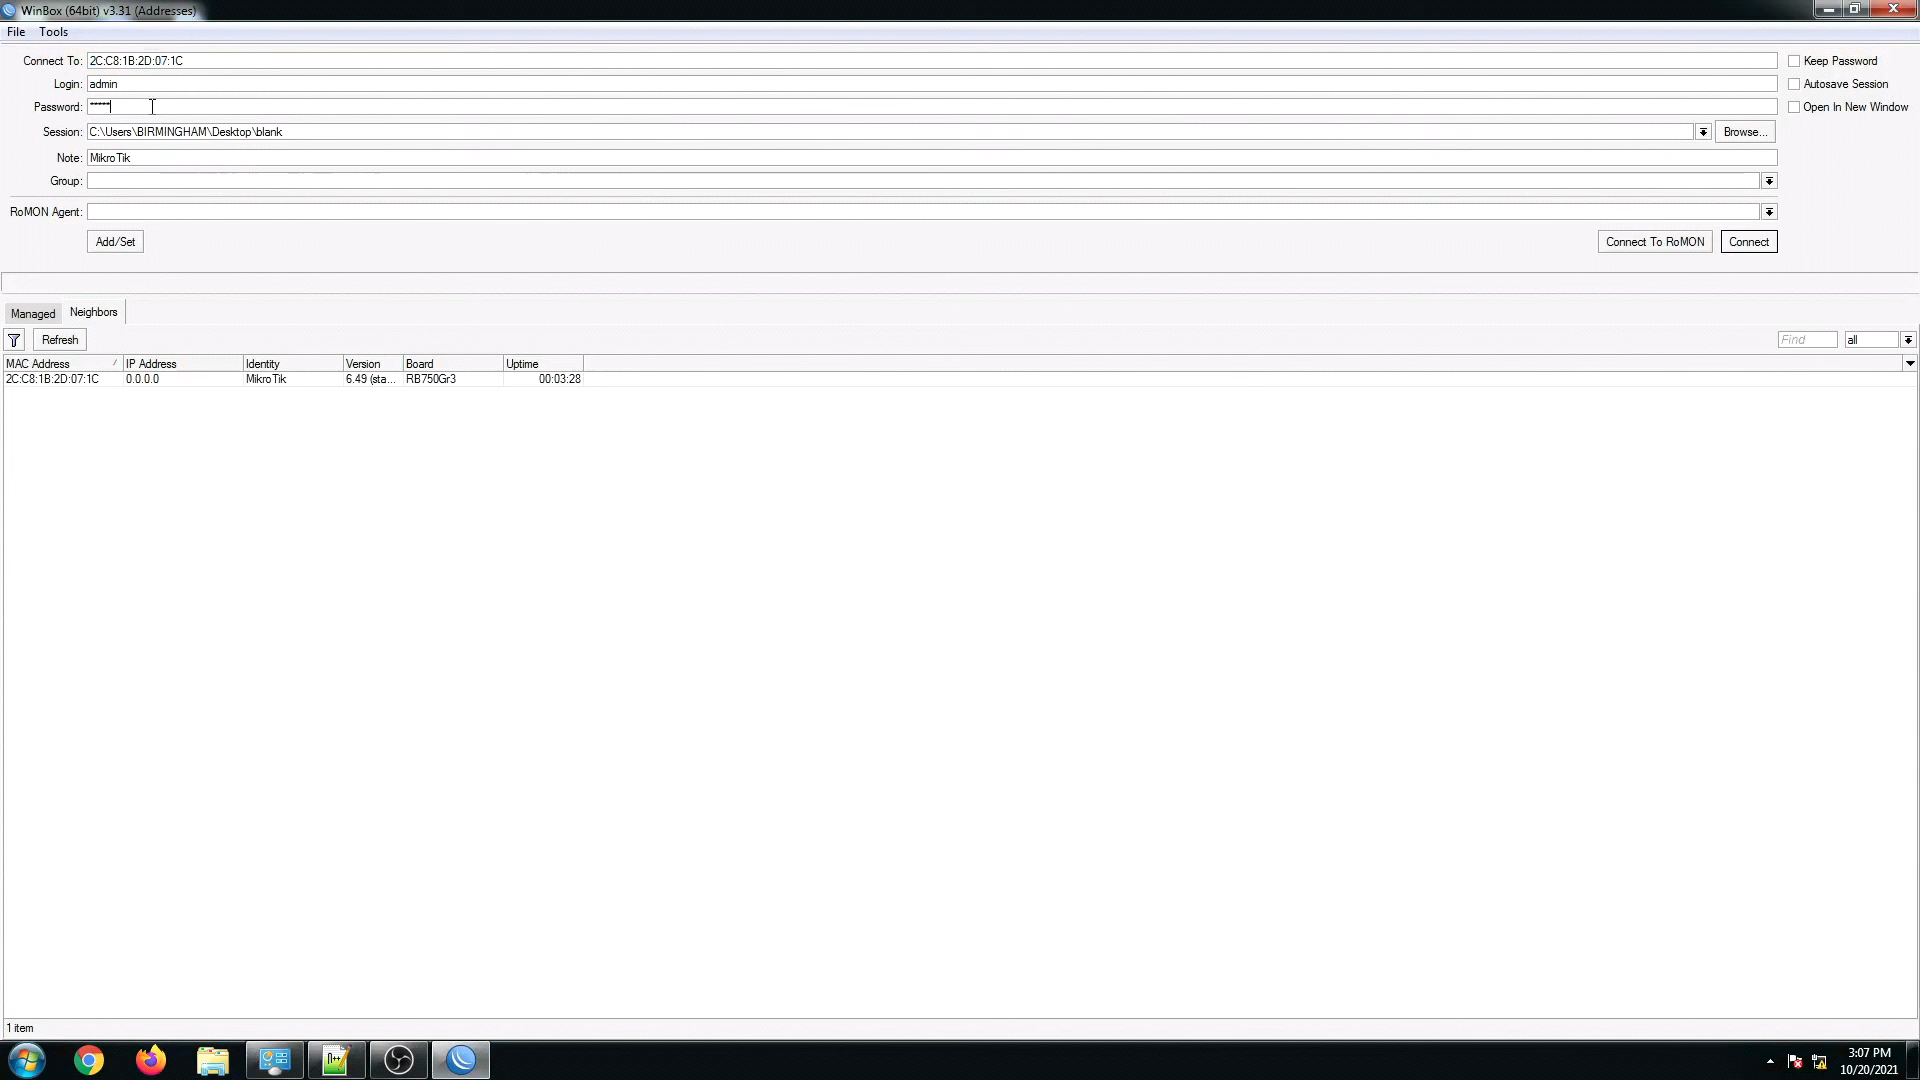 WinBox (64bit) v3.31 (Addresses)
File Tools
Connect To: 2C:C8:1B:2D:07:1C
Keep Password
Login: admin
Autosave Session
Password: *****
Open In New Window
Session: C:\Users\BIRMINGHAM\Desktop\blank
Browse...
Note: MikroTik
Group:
RoMON Agent:
Add/Set
Connect To RoMON Connect
Managed Neighbors
Refresh
Find all
MAC Address IP Address Identity Version Board Uptime
2C:C8:1B:2D:07:1C 0.0.0.0 MikroTik 6.49 (sta... RB750Gr3 00:03:28
1 item
3:07 PM
10/20/2021